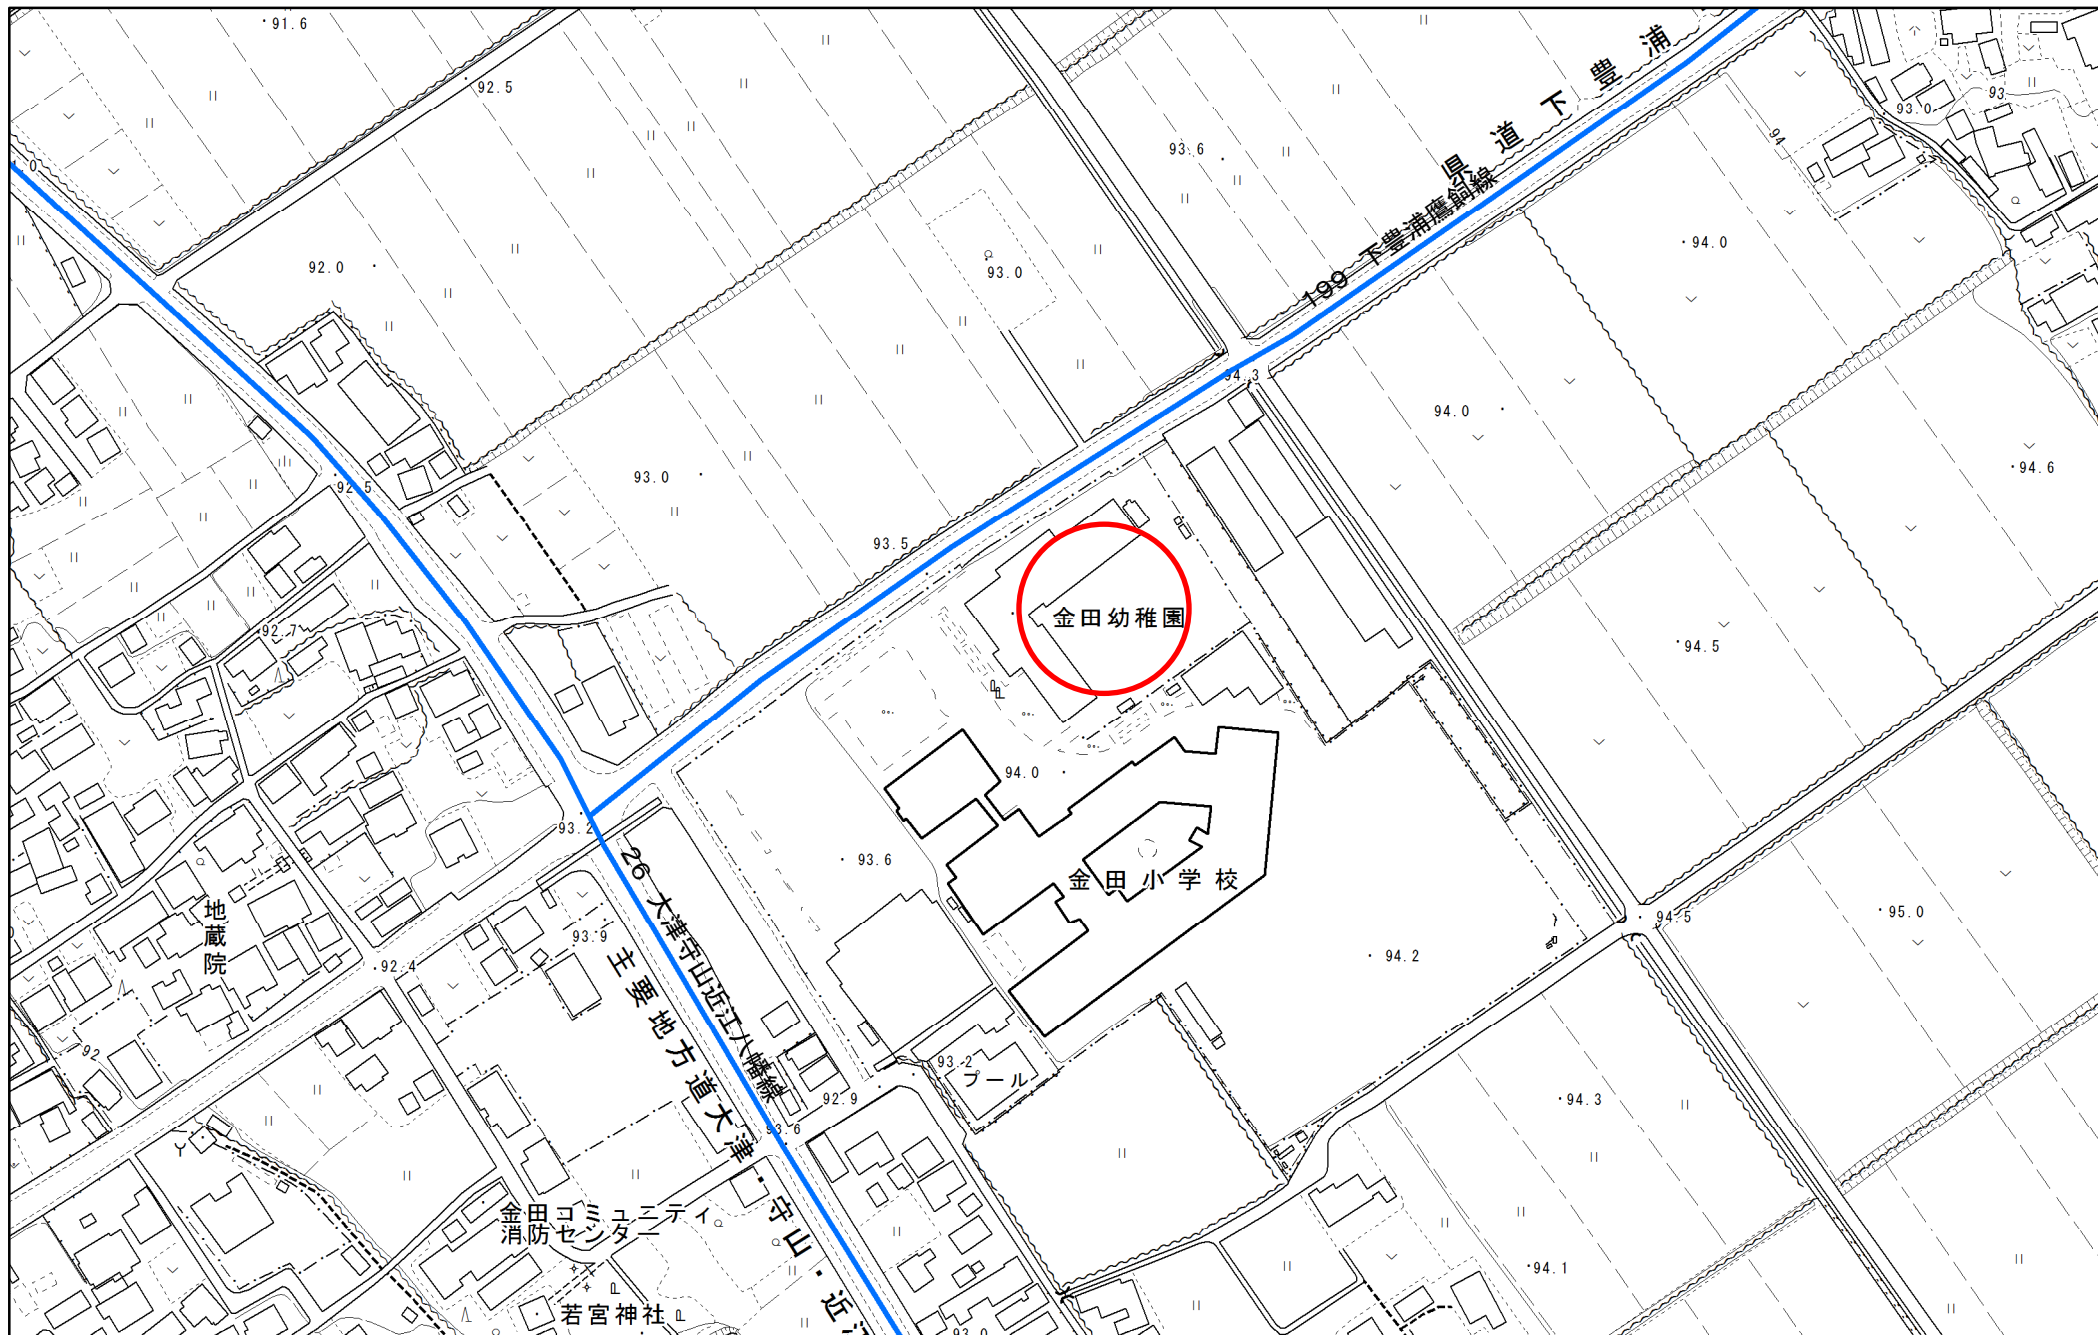 91.6
92.5
県道下豊浦
93.6
199 下豊浦鷹飼線
93.0
93
94
94.0
92.0
93.0
94.3
94.0
94.6
93.0
92.5
93.5
金田幼稚園
92.7
94.5
94.0
93.2
93.6
26 大津守山近江八幡線
金田小学校
地蔵院
93.9
主要地方道大津・守山・近江
92.4
94.2
94.5
95.0
92
93.2
プール
92.9
94.3
93.6
金田コミュニティ
消防センター
94.1
若宮神社
93.0